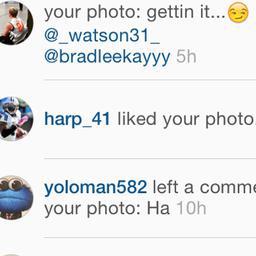 your photo: gettin it...😏
@_watson31_
@bradleekayyy 5h
harp_41 liked your photo.
yoloman582 left a comme
your photo: Ha 10h